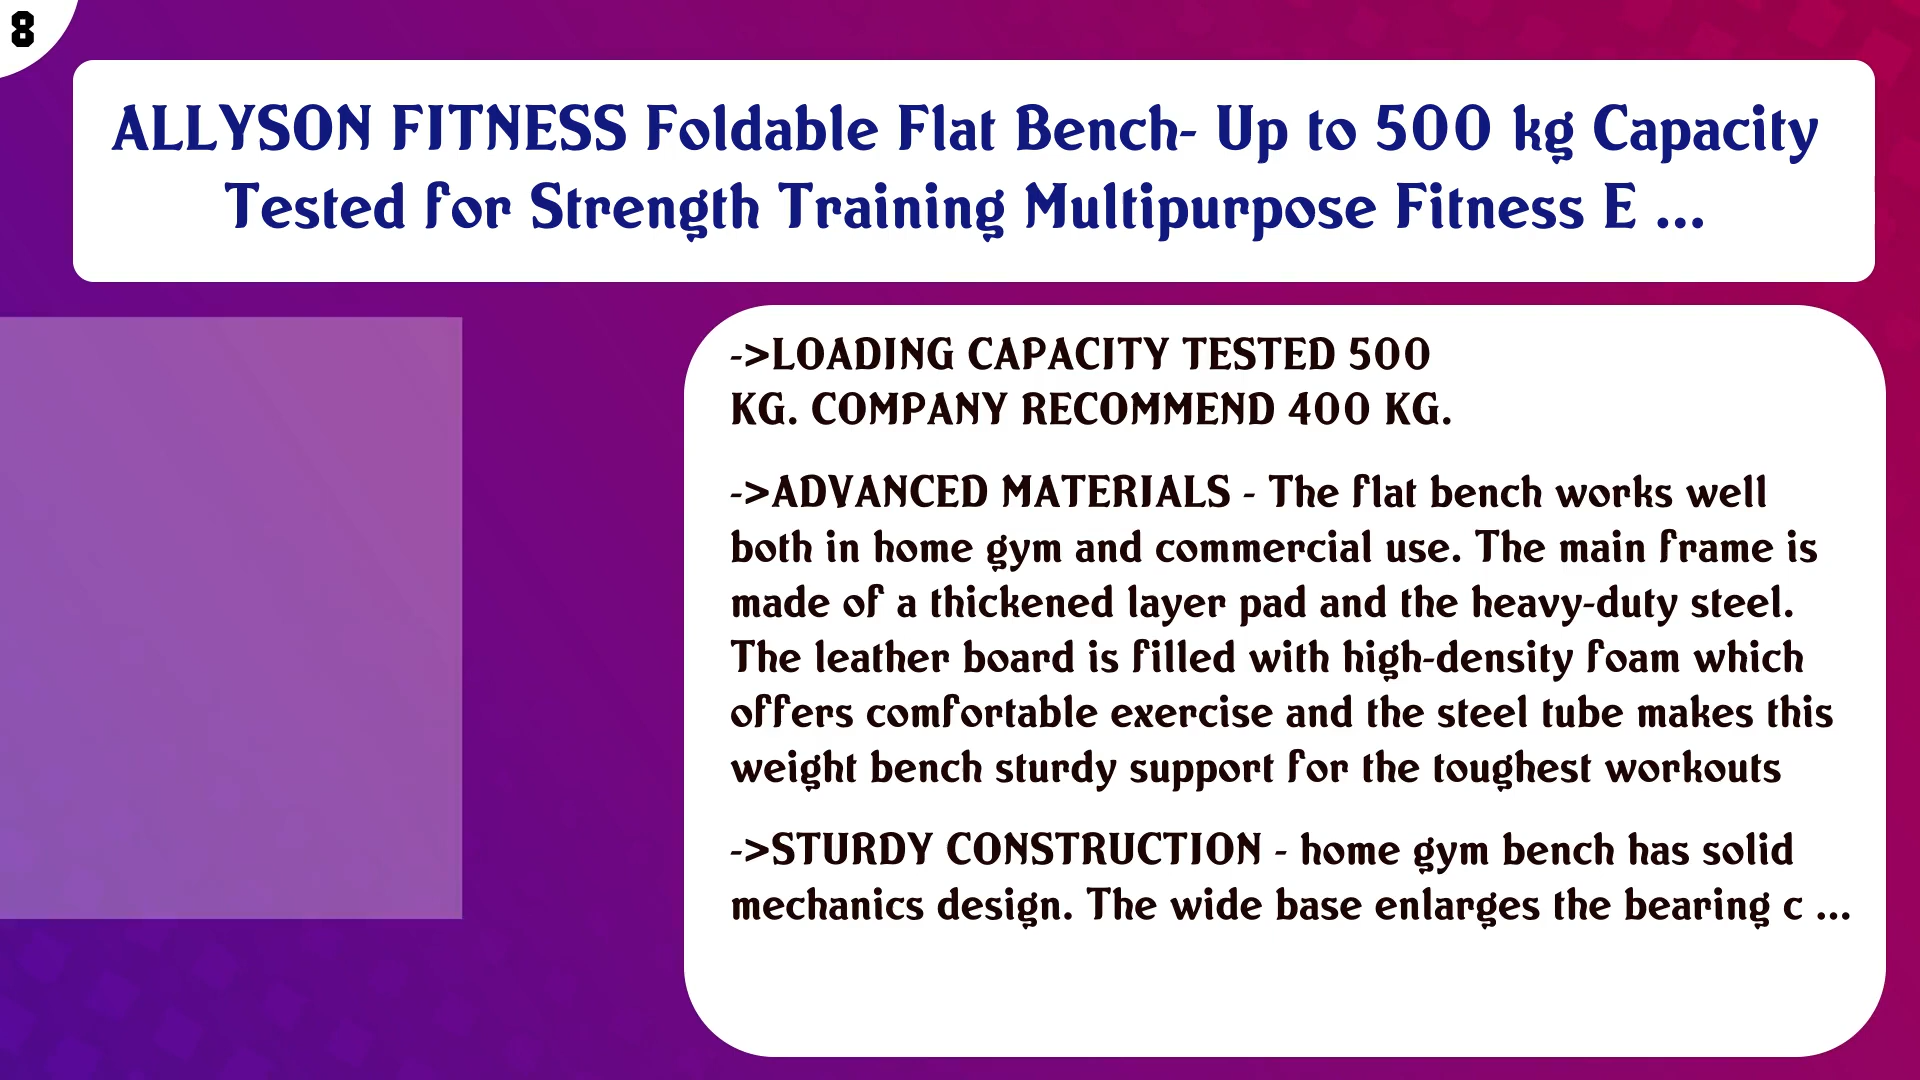 8
ALLYSON FITNESS Foldable Flat Bench- Up to 500 kg Capacity
Tested for Strength Training Multipurpose Fitness E ...
->LOADING CAPACITY TESTED 500
KG. COMPANY RECOMMEND 400 KG.
->ADVANCED MATERIALS - The flat bench works well
both in home gym and commercial use. The main frame is
made of a thickened layer pad and the heavy-duty steel.
The leather board is filled with high-density foam which
offers comfortable exercise and the steel tube makes this
weight bench sturdy support for the toughest workouts
->STURDY CONSTRUCTION - home gym bench has solid
mechanics design. The wide base enlarges the bearing c ...